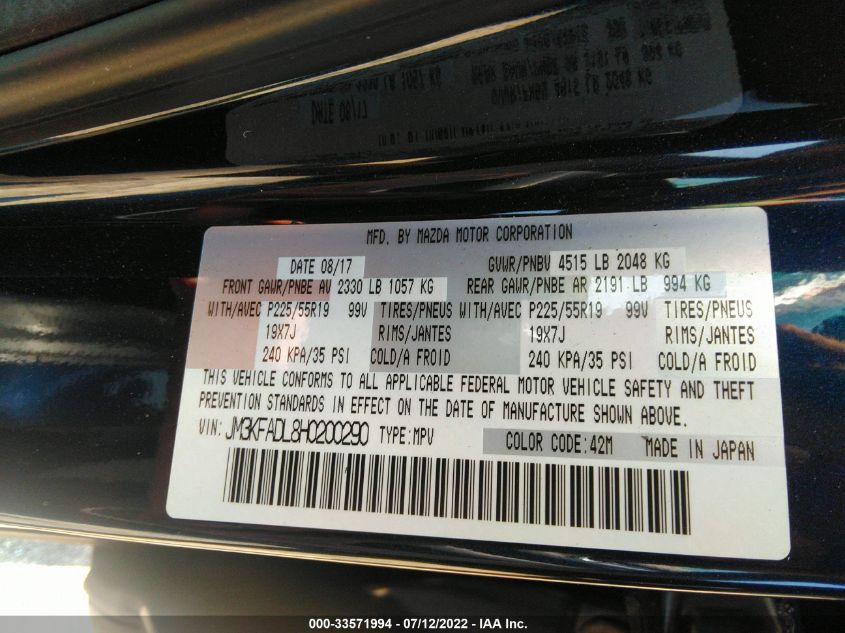 MFD. BY MAZDA MOTOR CORPORATION
DATE 08/17 GVWR/PNBV 4515 LB 2048 KG
FRONT GAWR/PNBE AV 2330 LB 1057 KG REAR GAWR/PNBE AR 2191 LB 994 KG
WITH/AVEC P225/55R19 99V TIRES/PNEUS WITH/AVEC P225/55R19 99V TIRES/PNEUS
19X7J RIMS/JANTES 19X7J RIMS/JANTES
240 KPA/35 PSI COLD/A FROID 240 KPA/35 PSI COLD/A FROID
THIS VEHICLE CONFORMS TO ALL APPLICABLE FEDERAL MOTOR VEHICLE SAFETY AND THEFT
PREVENTION STANDARDS IN EFFECT ON THE DATE OF MANUFACTURE SHOWN ABOVE.
VIN: JM3KFADL8H0200290 TYPE:MPV COLOR CODE:42M MADE IN JAPAN
000-33571994 - 07/12/2022 - IAA Inc.